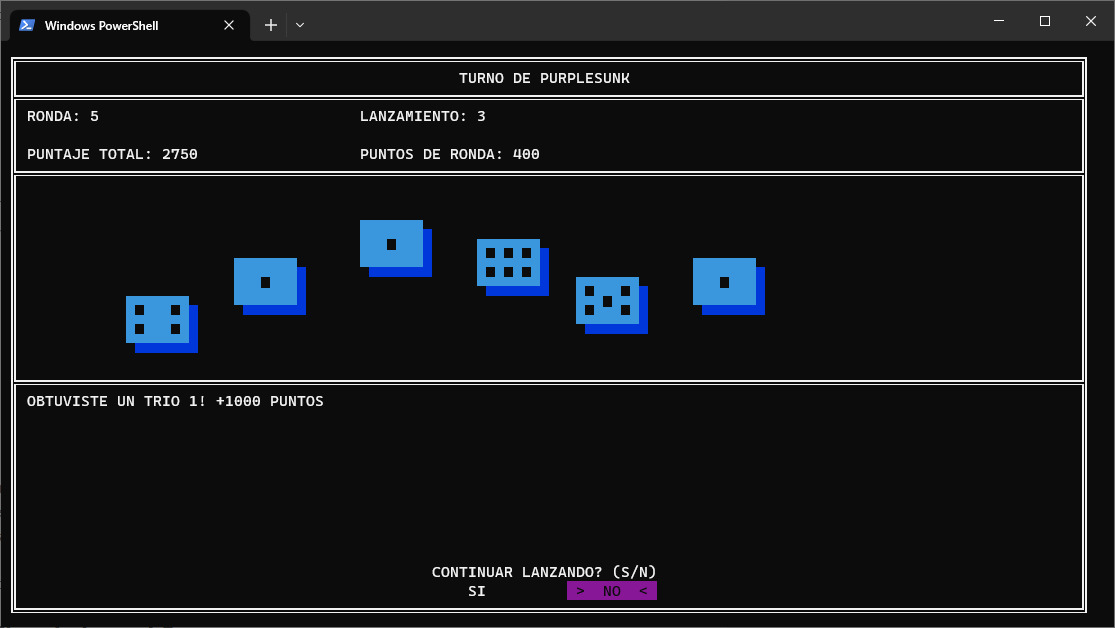 Windows PowerShell
TURNO DE PURPLESUNK
RONDA: 5 LANZAMIENTO: 3
PUNTAJE TOTAL: 2750 PUNTOS DE RONDA: 400
OBTUVISTE UN TRIO 1! +1000 PUNTOS
CONTINUAR LANZANDO? (S/N)
SI > NO <